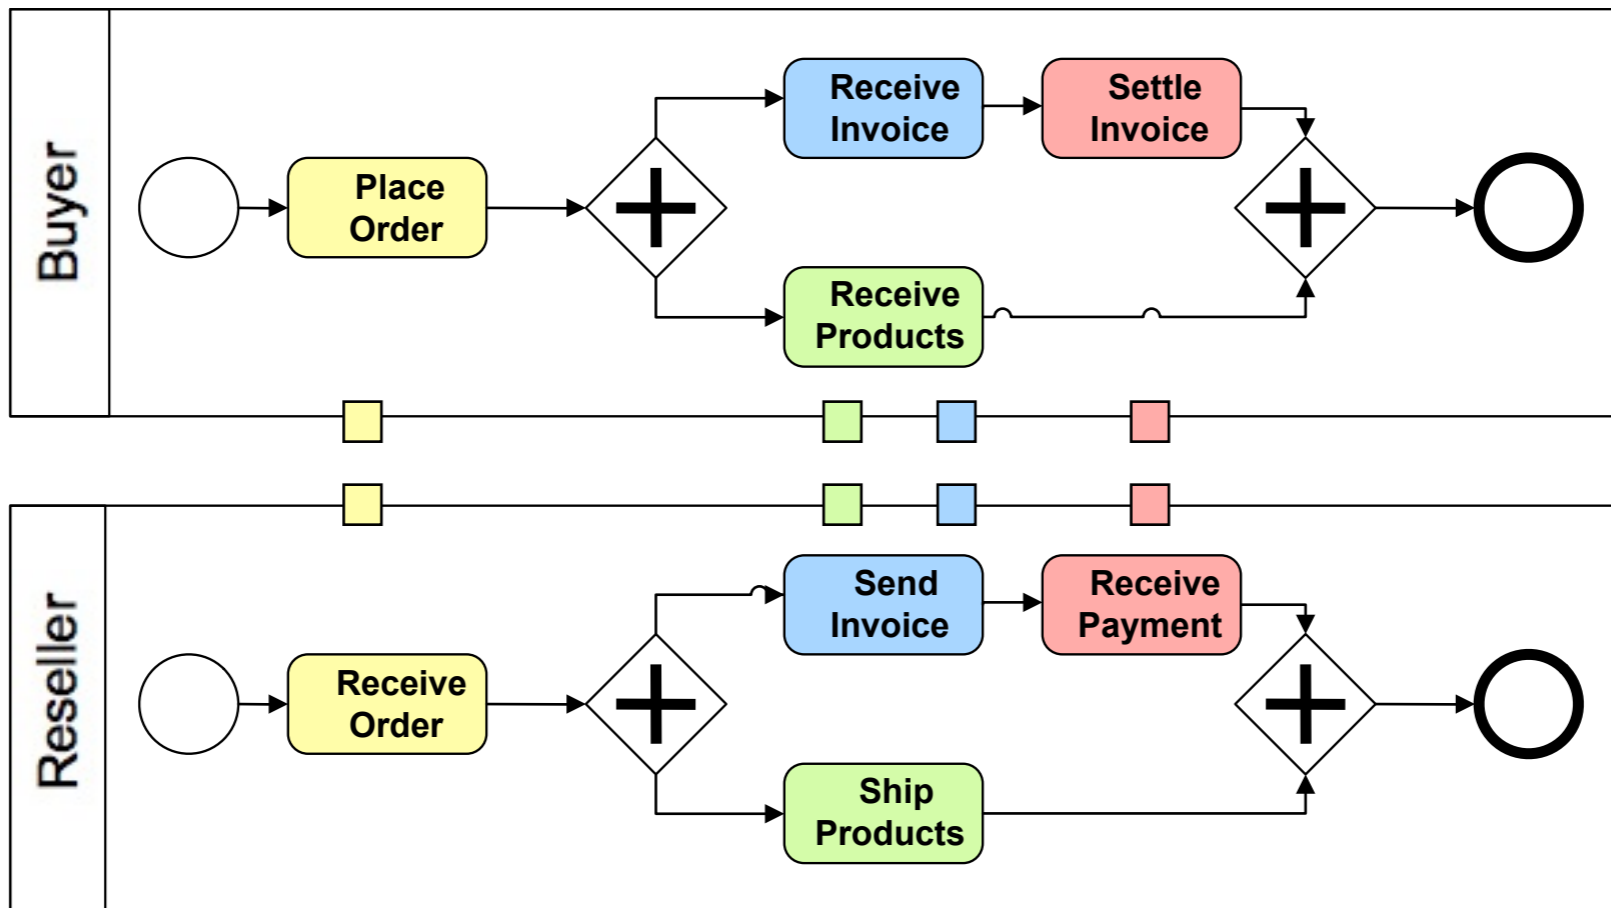 Buyer
Place
Order
Receive
Invoice
Settle
Invoice
Receive
Products
Reseller
Receive
Order
Send
Invoice
Receive
Payment
Ship
Products